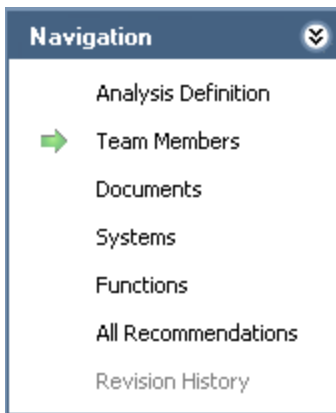 Navigation
Analysis Definition
Team Members
Documents
Systems
Functions
All Recommendations
Revision History